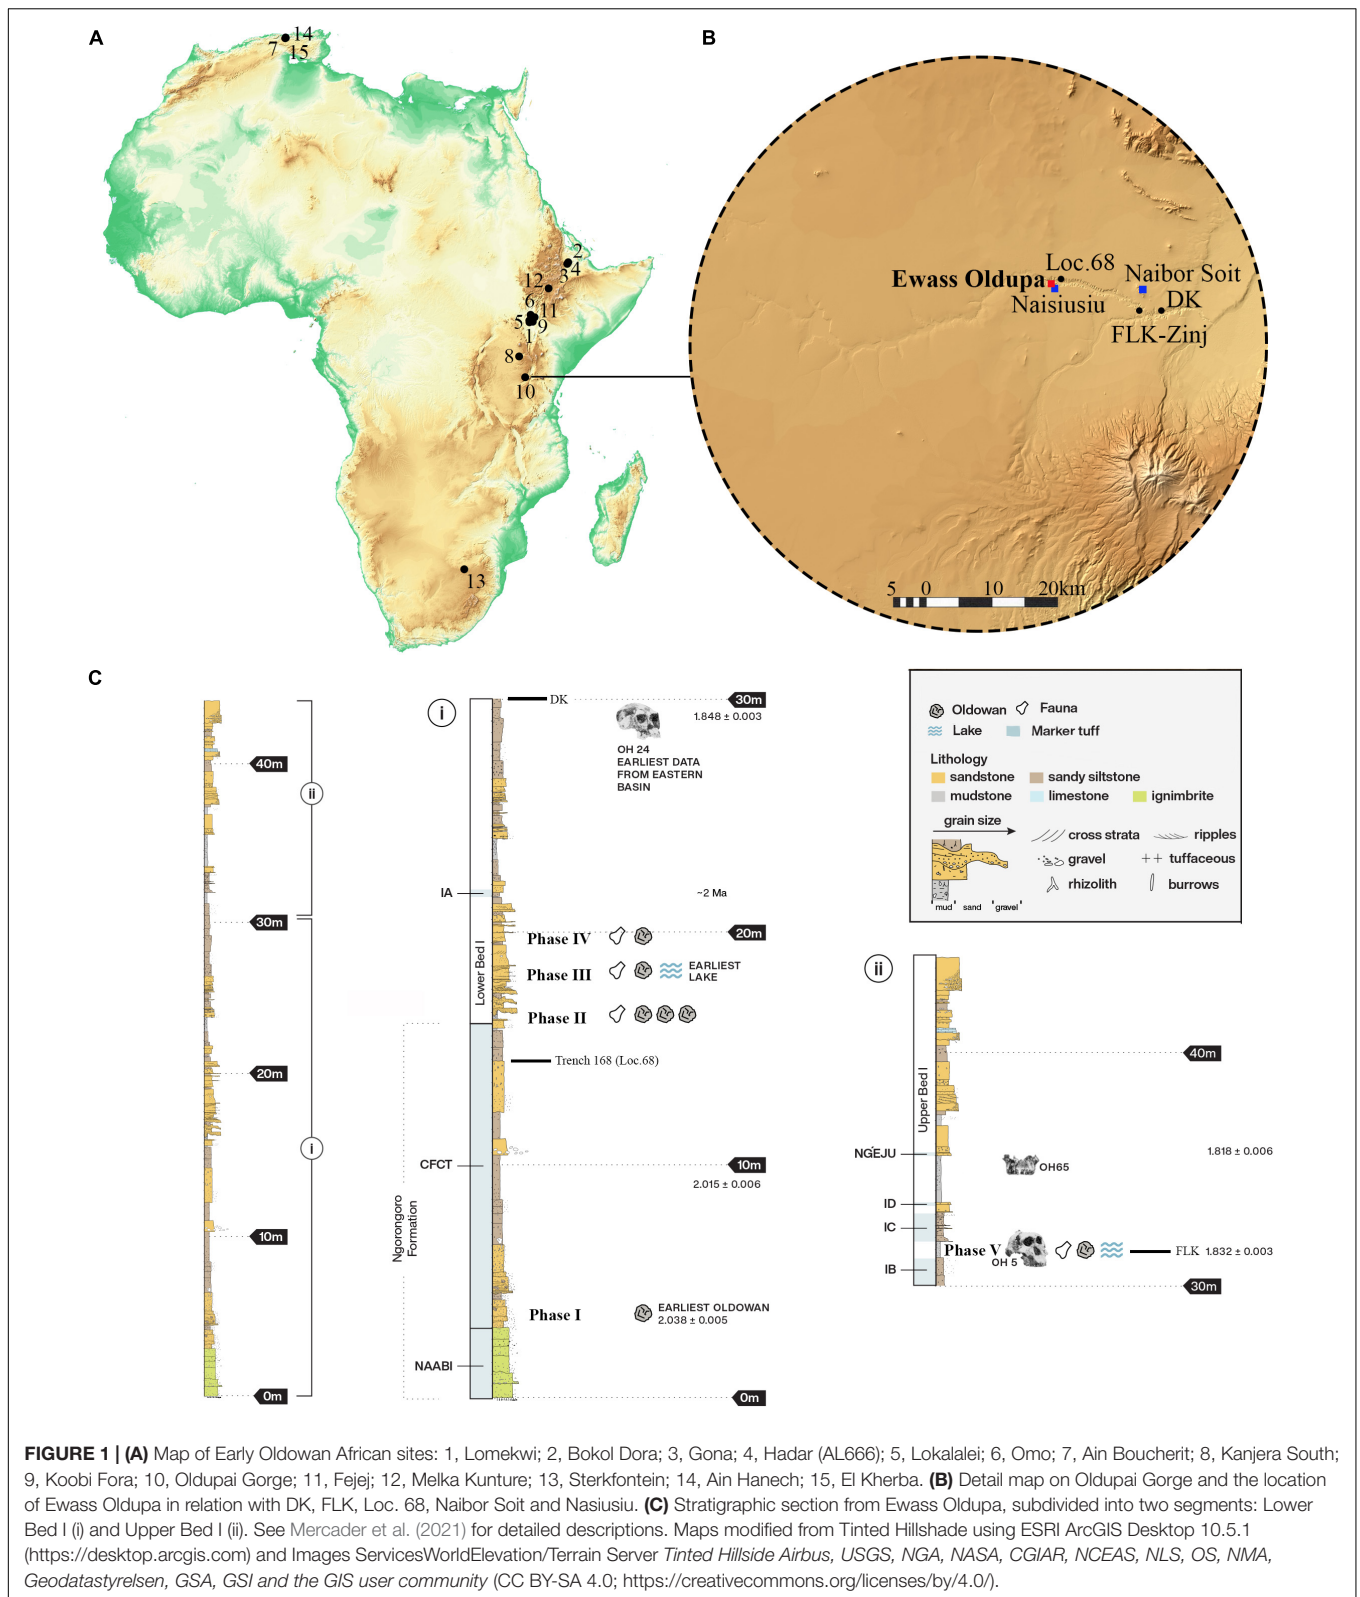 A
14
7
15
2
3
4
12
6
11
5
9
1
8
10
13
B
Ewass Oldupa
Loc.68
Naisiusiu
Naibor Soit
DK
FLK-Zinj
5 0 10 20km
C
40m
ii
30m
20m
i
10m
0m
i
DK
30m
1.848 ± 0.003
OH 24
EARLIEST DATA
FROM EASTERN
BASIN
IA
~2 Ma
Lower Bed I
Phase IV
20m
Phase III
EARLIEST
LAKE
Phase II
Trench 168 (Loc.68)
CFCT
10m
2.015 ± 0.006
Ngorongoro
Formation
Phase I
EARLIEST OLDOWAN
2.038 ± 0.005
NAABI
0m
Oldowan Fauna
Lake Marker tuff
Lithology
sandstone sandy siltstone
mudstone limestone ignimbrite
grain size
cross strata ripples
gravel ++ tuffaceous
rhizolith burrows
mud sand gravel
ii
40m
Upper Bed I
NGEJU
1.818 ± 0.006
OH65
ID
IC
Phase V
OH 5
FLK 1.832 ± 0.003
IB
30m
FIGURE 1 | (A) Map of Early Oldowan African sites: 1, Lomekwi; 2, Bokol Dora; 3, Gona; 4, Hadar (AL666); 5, Lokalalei; 6, Omo; 7, Ain Boucherit; 8, Kanjera South;
9, Koobi Fora; 10, Oldupai Gorge; 11, Fejej; 12, Melka Kunture; 13, Sterkfontein; 14, Ain Hanech; 15, El Kherba. (B) Detail map on Oldupai Gorge and the location
of Ewass Oldupa in relation with DK, FLK, Loc. 68, Naibor Soit and Nasiusiu. (C) Stratigraphic section from Ewass Oldupa, subdivided into two segments: Lower
Bed I (i) and Upper Bed I (ii). See Mercader et al. (2021) for detailed descriptions. Maps modified from Tinted Hillshade using ESRI ArcGIS Desktop 10.5.1
(https://desktop.arcgis.com) and Images ServicesWorldElevation/Terrain Server Tinted Hillside Airbus, USGS, NGA, NASA, CGIAR, NCEAS, NLS, OS, NMA,
Geodatastyrelsen, GSA, GSI and the GIS user community (CC BY-SA 4.0; https://creativecommons.org/licenses/by/4.0/).